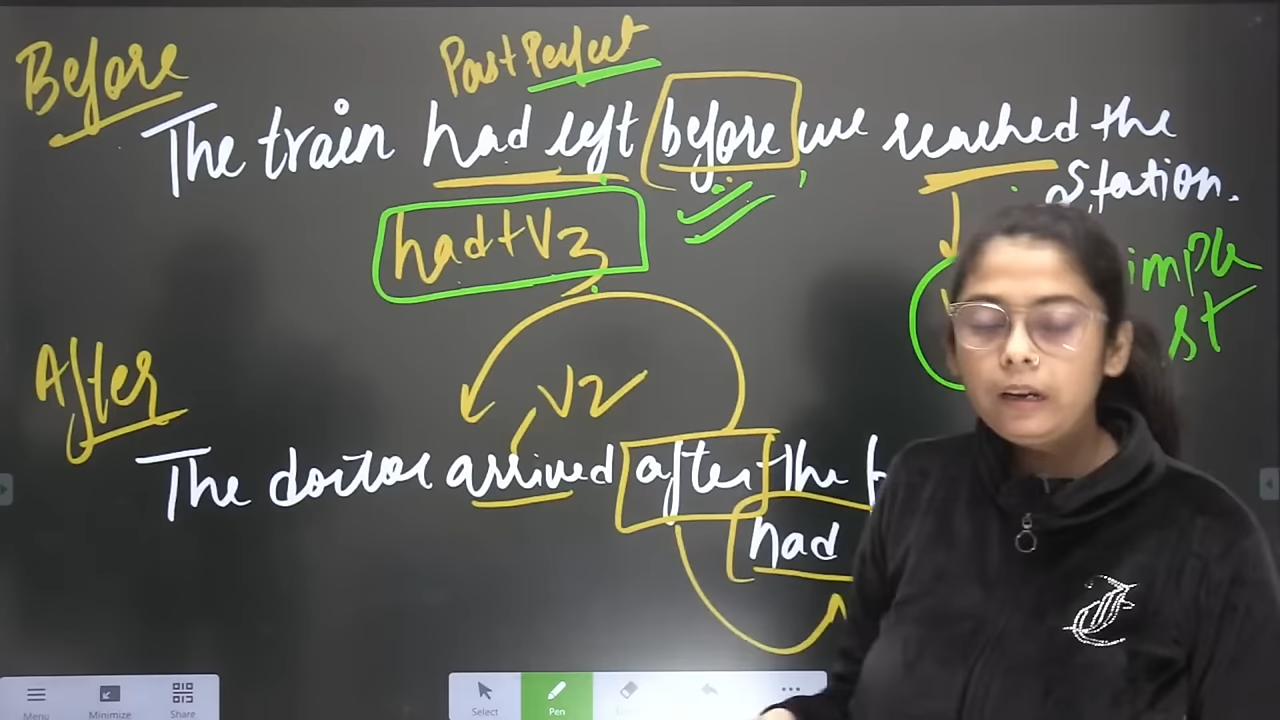 Before
Past Perfect
The train had left before we reached the
station.
had+V3
After
V2
The doctor arrived after the
had
Menu
Minimize
Share
Select
Pen